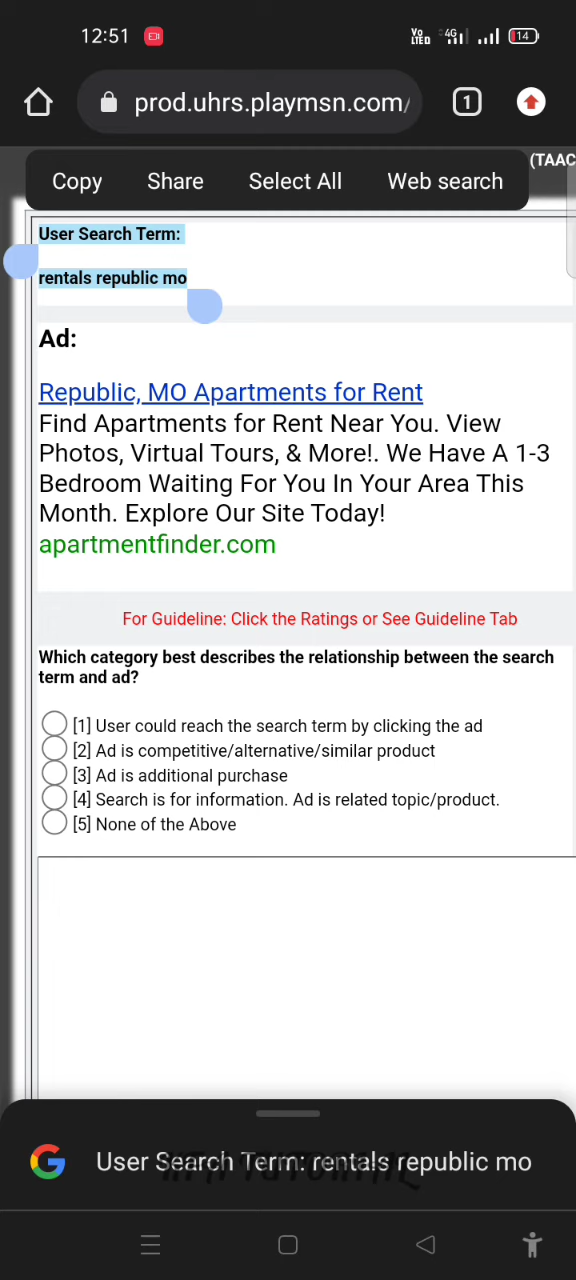 12:51
Vo LTED 4G 14
prod.uhrs.playmsn.com/
1
(TAAC
Copy Share Select All Web search
User Search Term:
rentals republic mo
Ad:
Republic, MO Apartments for Rent
Find Apartments for Rent Near You. View
Photos, Virtual Tours, & More!. We Have A 1-3
Bedroom Waiting For You In Your Area This
Month. Explore Our Site Today!
apartmentfinder.com
For Guideline: Click the Ratings or See Guideline Tab
Which category best describes the relationship between the search
term and ad?
[1] User could reach the search term by clicking the ad
[2] Ad is competitive/alternative/similar product
[3] Ad is additional purchase
[4] Search is for information. Ad is related topic/product.
[5] None of the Above
User Search Term: rentals republic mo